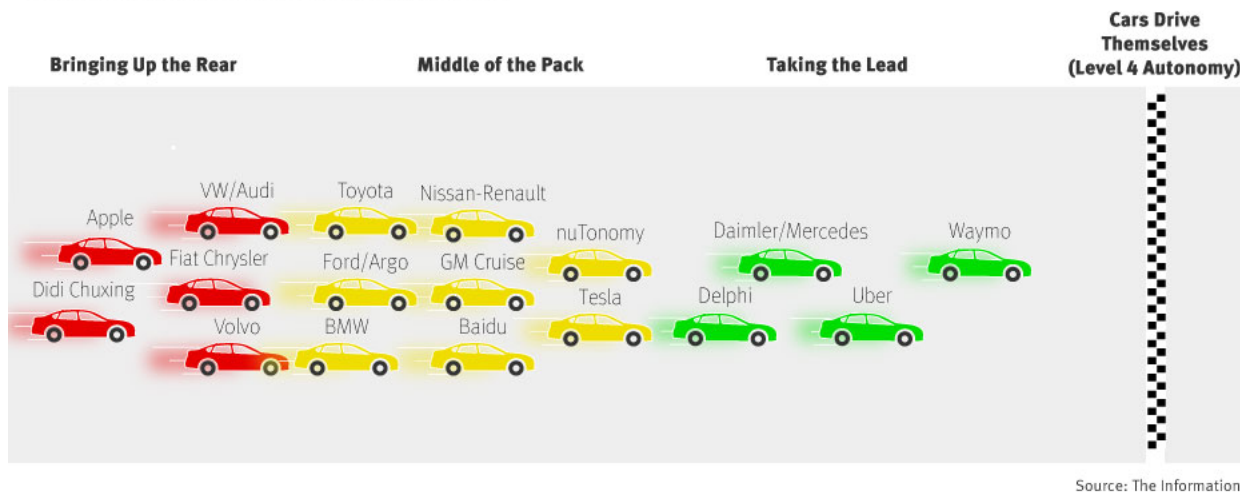 Bringing Up the Rear
Middle of the Pack
Taking the Lead
Cars Drive
Themselves
(Level 4 Autonomy)
VW/Audi
Toyota
Nissan-Renault
Apple
nuTonomy
Daimler/Mercedes
Waymo
Fiat Chrysler
Ford/Argo
GM Cruise
Didi Chuxing
Tesla
Delphi
Uber
Volvo
BMW
Baidu
Source: The Information